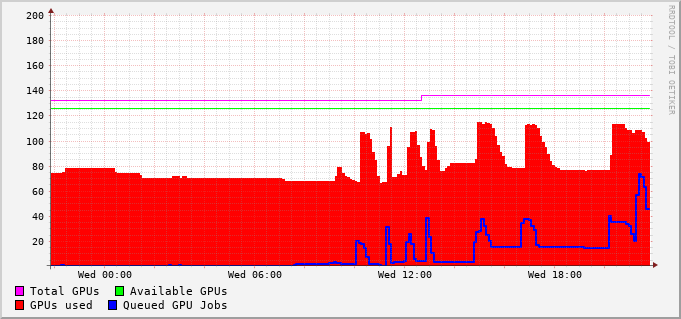 200
180
160
140
120
100
80
60
40
20
Wed 00:00 Wed 06:00 Wed 12:00 Wed 18:00
Total GPUs Available GPUs
GPUs used Queued GPU Jobs
RRDTOOL / TOBI OETIKER